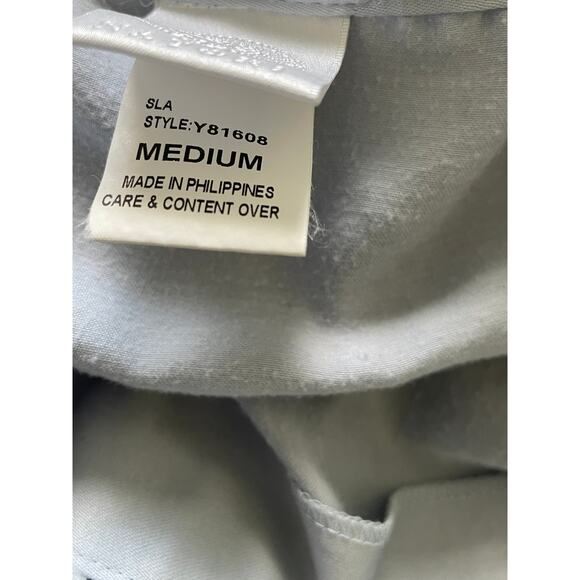 SLA
STYLE:Y81608
MEDIUM
MADE IN PHILIPPINES
CARE & CONTENT OVER